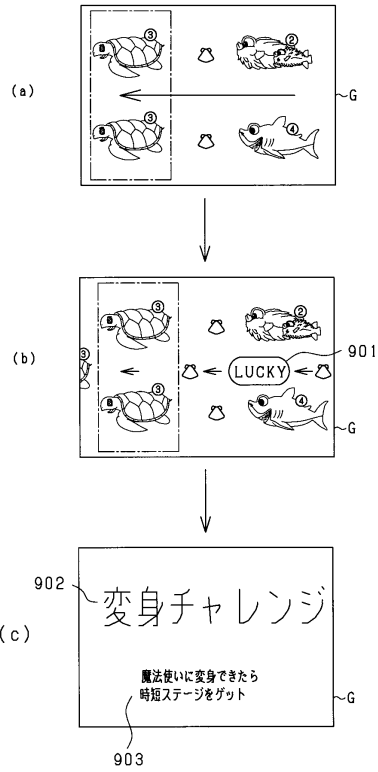 (a)
③ ②
③ ④
G
(b)
③ ②
③ LUCKY 901
③ ④
G
(c)
902
変身チャレンジ
魔法使いに変身できたら
時短ステージをゲット
G
903